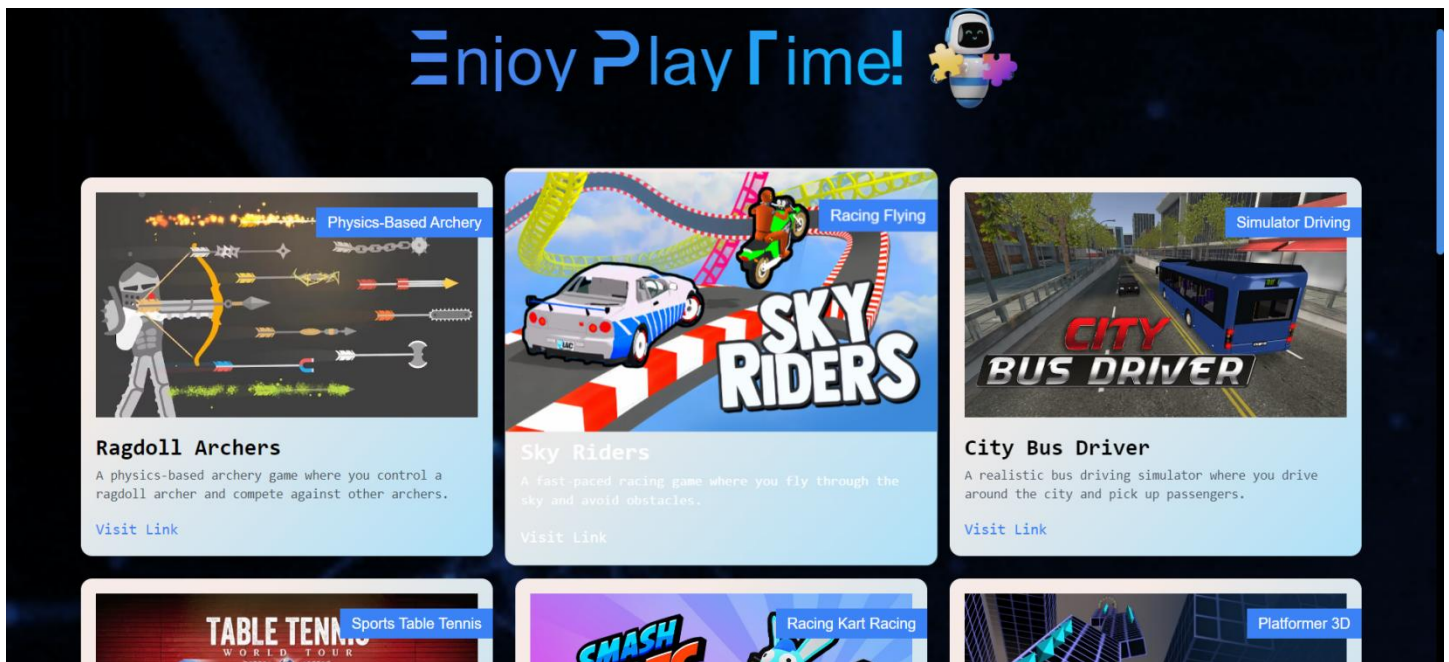 Enjoy PlayTime!
Physics-Based Archery
Racing Flying
Simulator Driving
SKY
RIDERS
CITY
BUS DRIVER
Ragdoll Archers
A physics-based archery game where you control a
ragdoll archer and compete against other archers.
Visit Link
Sky Riders
A fast-paced racing game where you fly through the
sky and avoid obstacles.
Visit Link
City Bus Driver
A realistic bus driving simulator where you drive
around the city and pick up passengers.
Visit Link
Sports Table Tennis
TABLE TENNIS
WORLD TOUR
Racing Kart Racing
SMASH
Platformer 3D